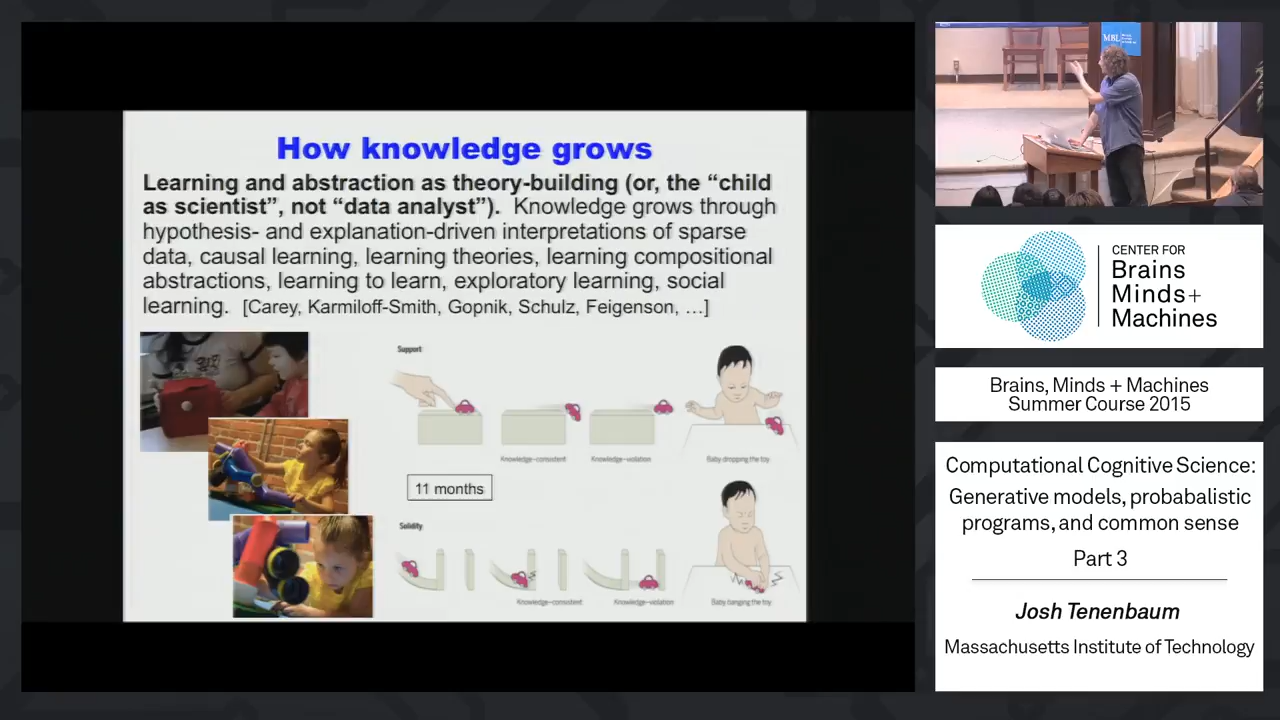 How knowledge grows
Learning and abstraction as theory-building (or, the “child
as scientist”, not “data analyst”). Knowledge grows through
hypothesis- and explanation-driven interpretations of sparse
data, causal learning, learning theories, learning compositional
abstractions, learning to learn, exploratory learning, social
learning. [Carey, Karmiloff-Smith, Gopnik, Schulz, Feigenson, …]
Support
Knowledge-consistent
Knowledge-violation
Baby dropping the toy
11 months
Solidity
Knowledge-consistent
Knowledge-violation
Baby banging the toy
MBL
CENTER FOR
Brains
Minds+
Machines
Brains, Minds + Machines
Summer Course 2015
Computational Cognitive Science:
Generative models, probabalistic
programs, and common sense
Part 3
Josh Tenenbaum
Massachusetts Institute of Technology